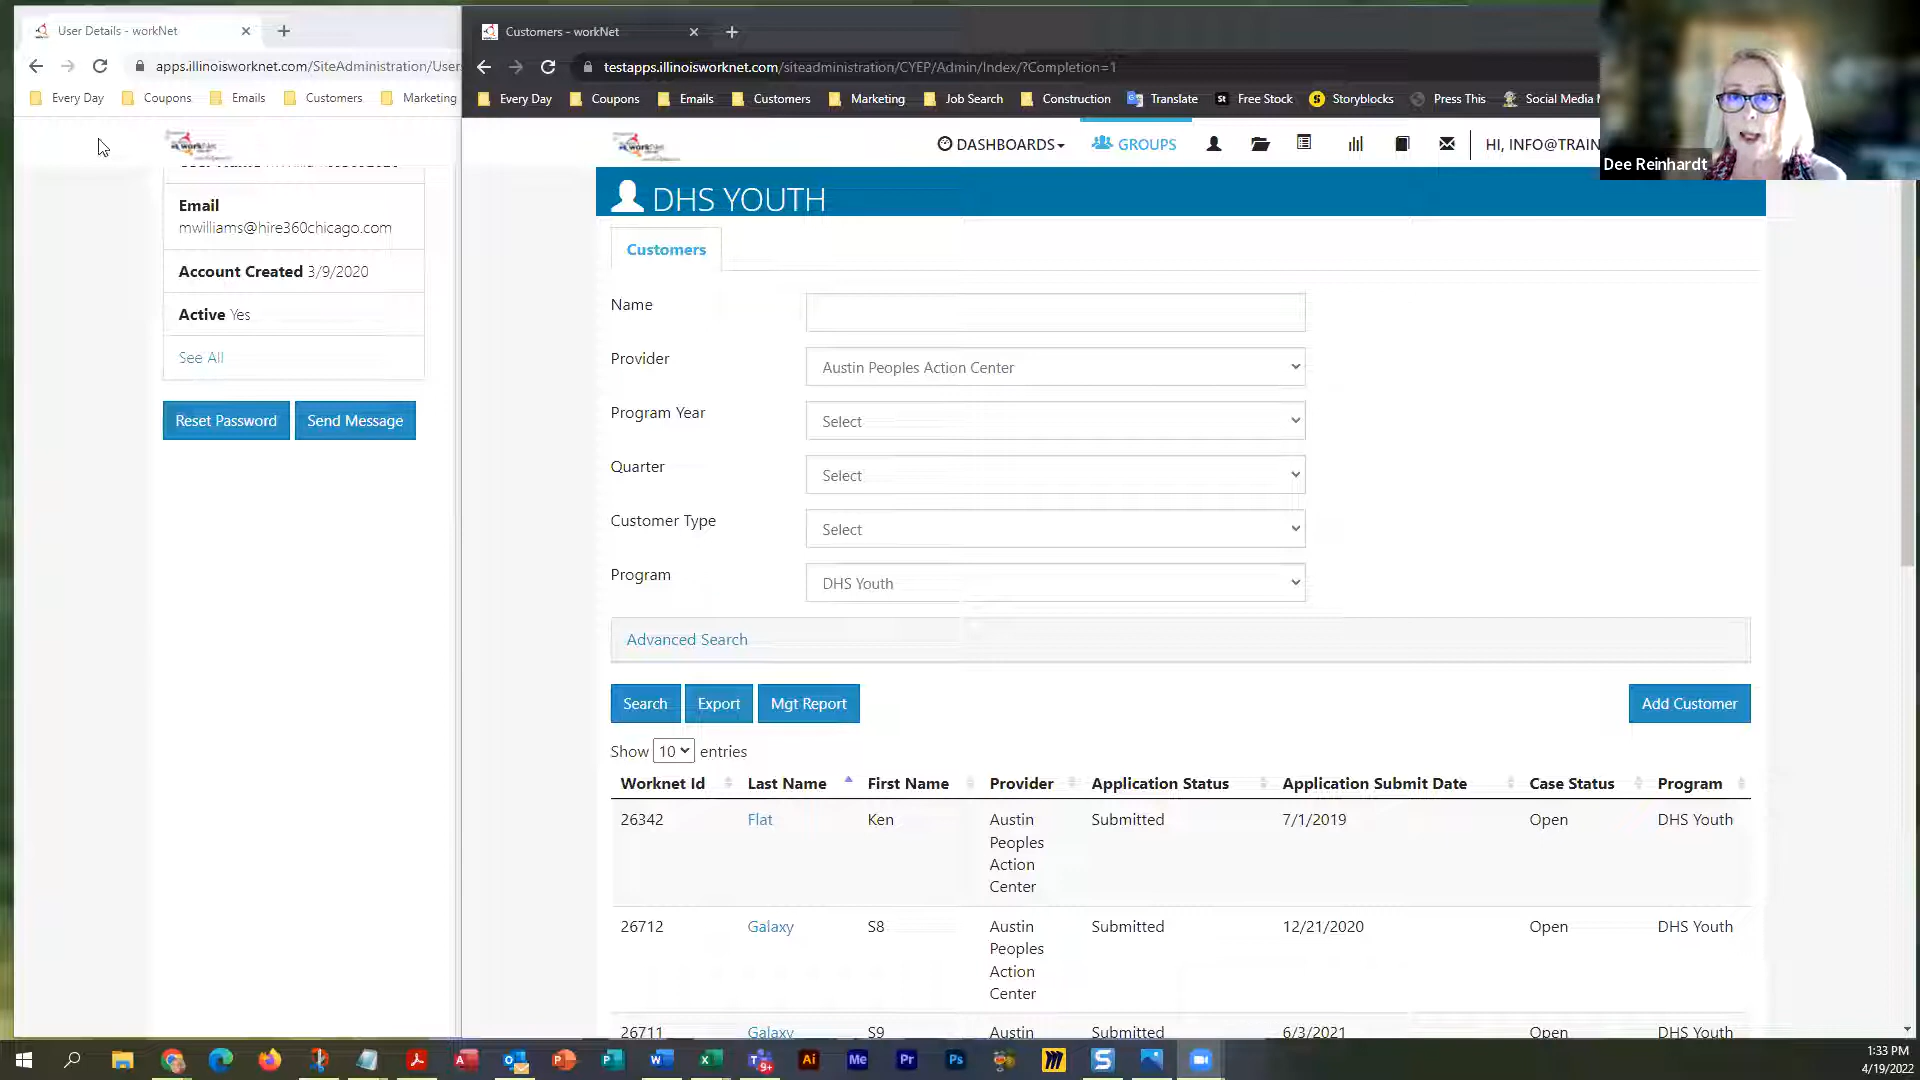 User Details - workNet
apps.illinoisworknet.com/SiteAdministration/Users
Every Day
Coupons
Emails
Customers
Marketing
Email
mwilliams@hire360chicago.com
Account Created 3/9/2020
Active Yes
See All
Reset Password
Send Message
Customers - workNet
testapps.illinoisworknet.com/siteadministration/CYEP/Admin/Index/?Completion=1
Every Day
Coupons
Emails
Customers
Marketing
Job Search
Construction
Translate
Free Stock
Storyblocks
Press This
Social Media
workNet
DASHBOARDS
GROUPS
HI, INFO@TRAIN
Dee Reinhardt
DHS YOUTH
Customers
Name
Provider
Austin Peoples Action Center
Program Year
Select
Quarter
Select
Customer Type
Select
Program
DHS Youth
Advanced Search
Search
Export
Mgt Report
Add Customer
Show 10 entries
Worknet Id Last Name First Name Provider Application Status Application Submit Date Case Status Program
26342 Flat Ken Austin Peoples Action Center Submitted 7/1/2019 Open DHS Youth
26712 Galaxy S8 Austin Peoples Action Center Submitted 12/21/2020 Open DHS Youth
26711 Galaxy S9 Austin Submitted 6/3/2021 Open DHS Youth
1:33 PM
4/19/2022